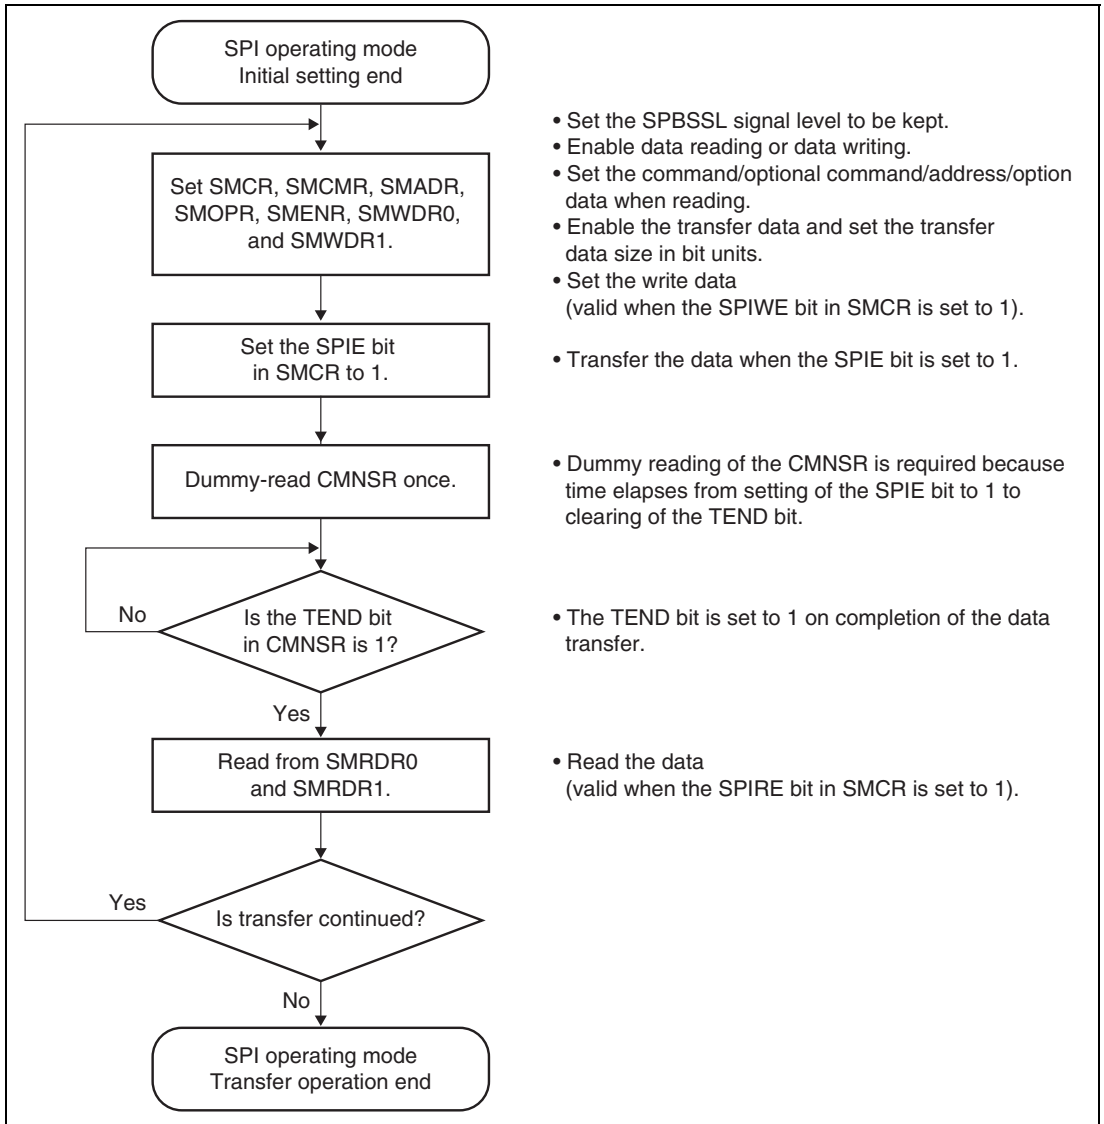 SPI operating mode
Initial setting end
Set SMCR, SMCMR, SMADR,
SMOPR, SMENR, SMWDR0,
and SMWDR1.
• Set the SPBSSL signal level to be kept.
• Enable data reading or data writing.
• Set the command/optional command/address/option
data when reading.
• Enable the transfer data and set the transfer
data size in bit units.
• Set the write data
(valid when the SPIWE bit in SMCR is set to 1).
Set the SPIE bit
in SMCR to 1.
• Transfer the data when the SPIE bit is set to 1.
Dummy-read CMNSR once.
• Dummy reading of the CMNSR is required because
time elapses from setting of the SPIE bit to 1 to
clearing of the TEND bit.
No
Is the TEND bit
in CMNSR is 1?
• The TEND bit is set to 1 on completion of the data
transfer.
Yes
Read from SMRDR0
and SMRDR1.
• Read the data
(valid when the SPIRE bit in SMCR is set to 1).
Yes
Is transfer continued?
No
SPI operating mode
Transfer operation end